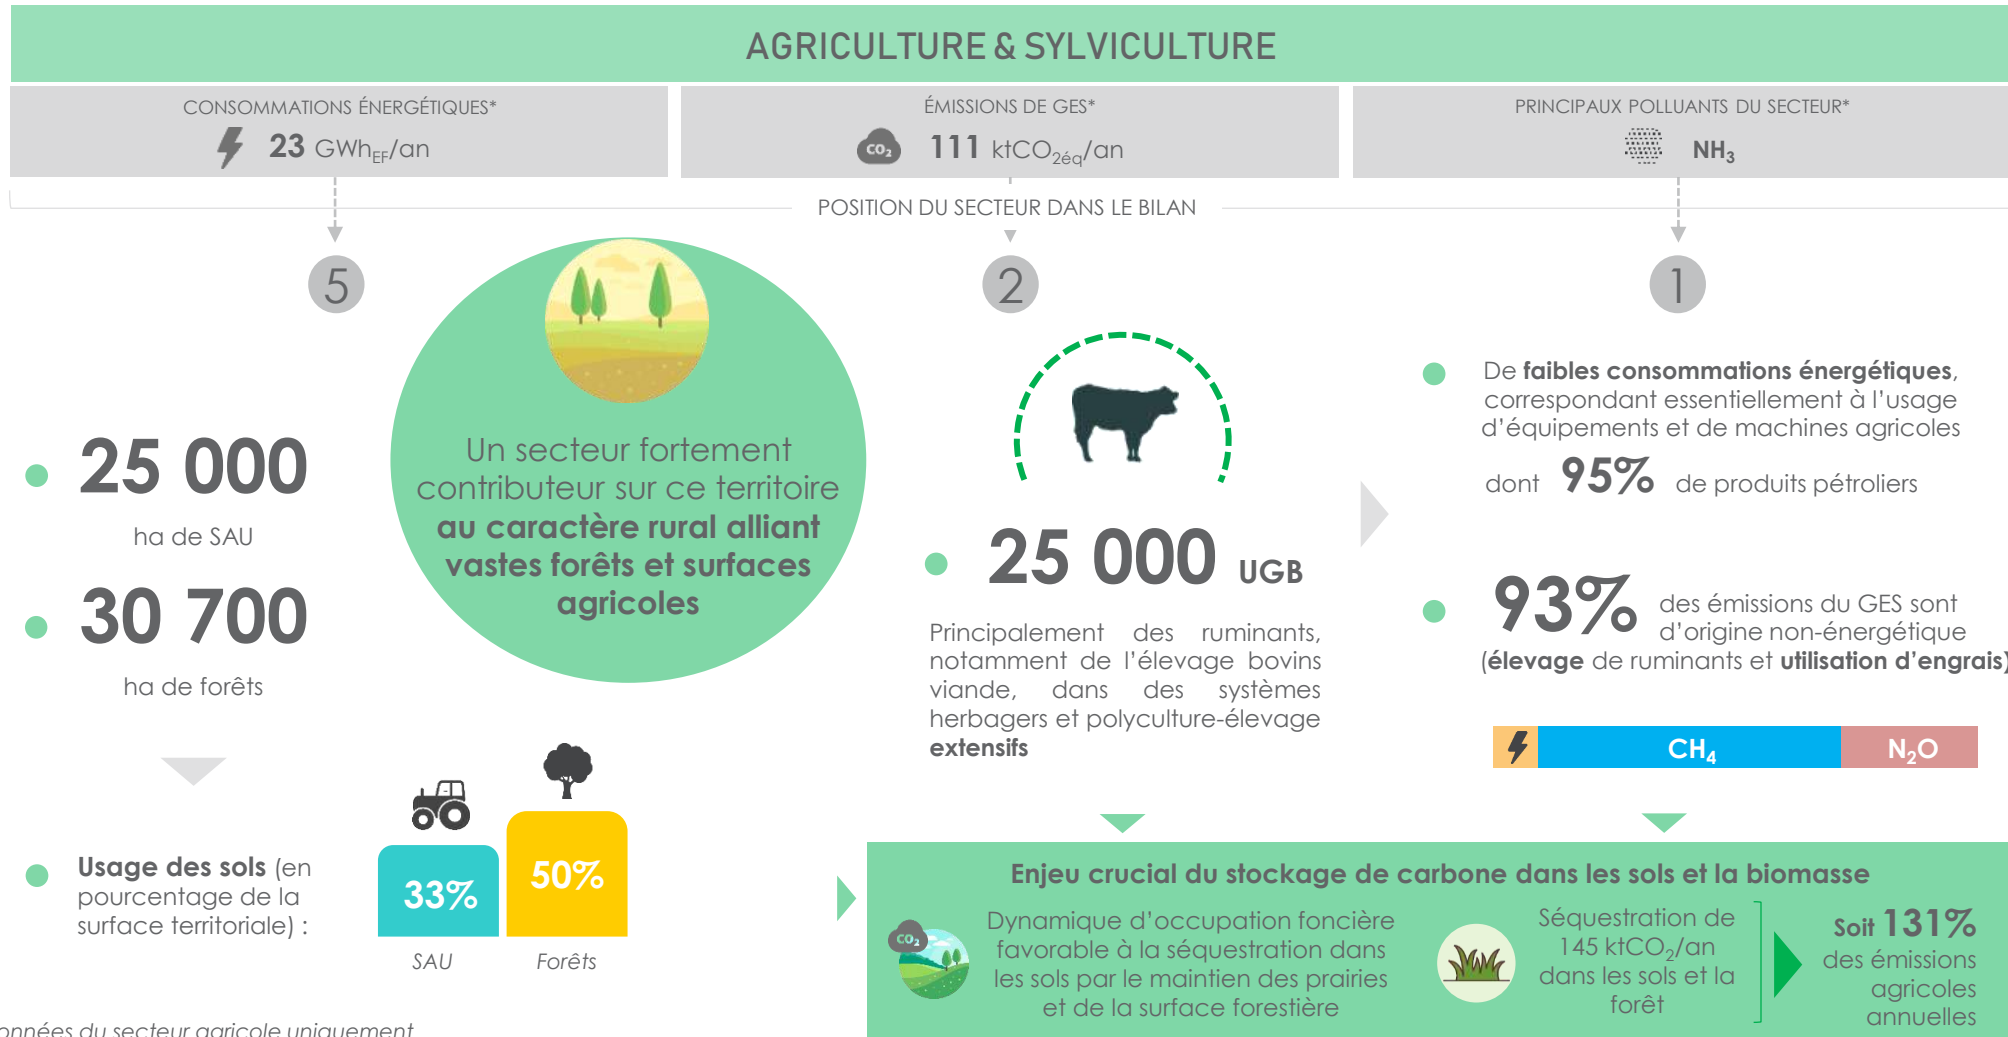 AGRICULTURE & SYLVICULTURE
CONSOMMATIONS ÉNERGÉTIQUES*
23 GWhEF/an
ÉMISSIONS DE GES*
CO2
111 ktCO2éq/an
PRINCIPAUX POLLUANTS DU SECTEUR*
NH3
POSITION DU SECTEUR DANS LE BILAN
5
2
1
25 000
ha de SAU
30 700
ha de forêts
Un secteur fortement
contributeur sur ce territoire
au caractère rural alliant
vastes forêts et surfaces
agricoles
25 000 UGB
Principalement des ruminants,
notamment de l'élevage bovins
viande, dans des systèmes
herbagers et polyculture-élevage
extensifs
De faibles consommations énergétiques,
correspondant essentiellement à l'usage
d'équipements et de machines agricoles
dont 95% de produits pétroliers
93% des émissions du GES sont
d'origine non-énergétique
(élevage de ruminants et utilisation d'engrais)
CH4
N2O
Usage des sols (en
pourcentage de la
surface territoriale) :
33%
50%
SAU
Forêts
Enjeu crucial du stockage de carbone dans les sols et la biomasse
CO2
Dynamique d'occupation foncière
favorable à la séquestration dans
les sols par le maintien des prairies
et de la surface forestière
Séquestration de
145 ktCO2/an
dans les sols et la
forêt
Soit 131%
des émissions
agricoles
annuelles
onnées du secteur agricole uniquement